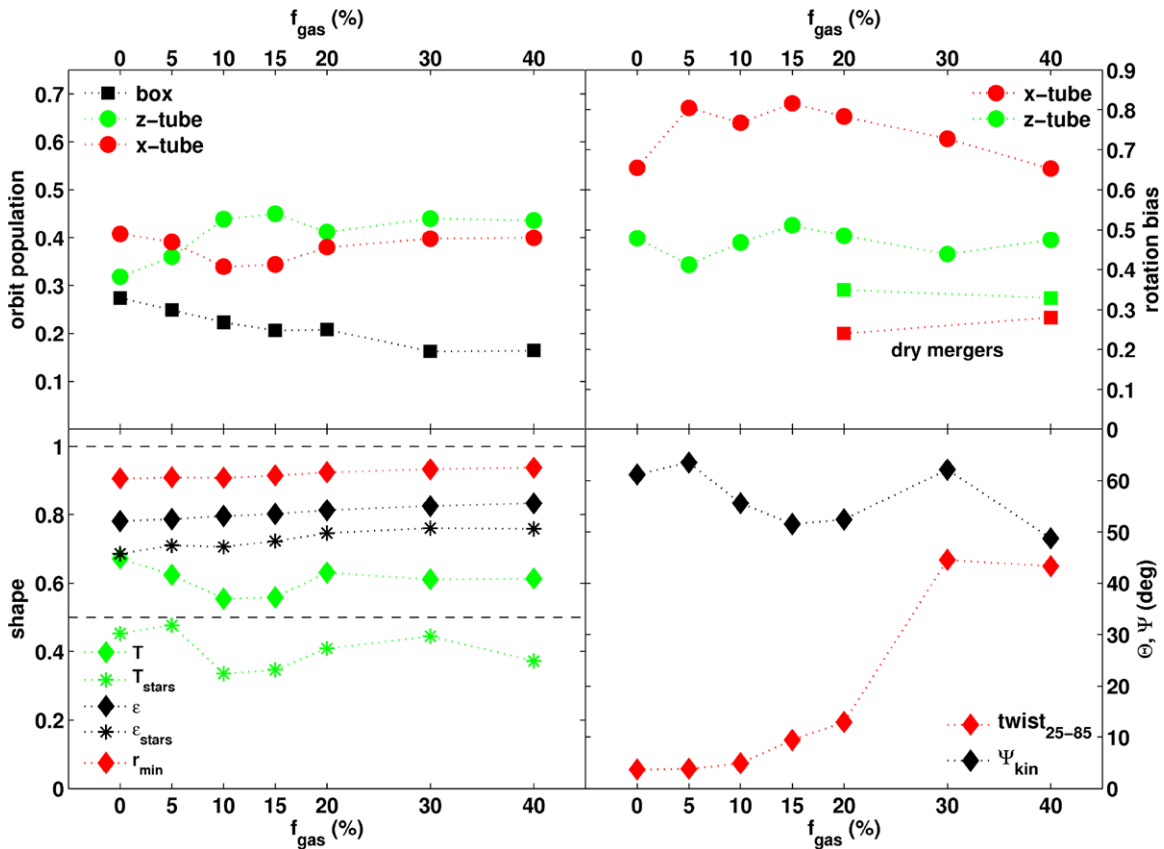 f_gas (%)
f_gas (%)
0 5 10 15 20 30 40
0 5 10 15 20 30 40
box
z-tube
x-tube
orbit population
0.7
0.6
0.5
0.4
0.3
0.2
0.1
x-tube
z-tube
dry mergers
0.9
0.8
0.7
0.6
0.5
0.4
0.3
0.2
0.1
0
rotation bias
shape
1
0.8
0.6
0.4
0.2
0
T
T_stars
ε
ε_stars
r_min
60
50
40
30
20
10
0
Θ, Ψ (deg)
twist_25-85
Ψ_kin
0 5 10 15 20 30 40
0 5 10 15 20 30 40
f_gas (%)
f_gas (%)